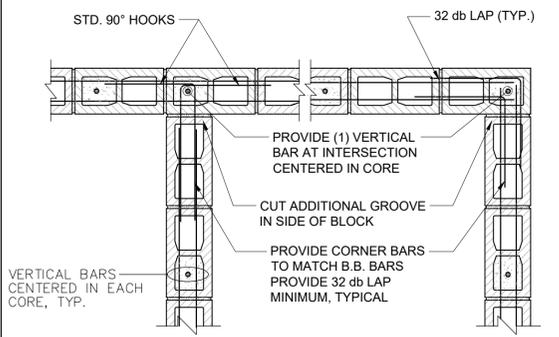 STD. 90° HOOKS
32 db LAP (TYP.)
PROVIDE (1) VERTICAL
BAR AT INTERSECTION
CENTERED IN CORE
CUT ADDITIONAL GROOVE
IN SIDE OF BLOCK
PROVIDE CORNER BARS
TO MATCH B.B. BARS
PROVIDE 32 db LAP
MINIMUM, TYPICAL
VERTICAL BARS
CENTERED IN EACH
CORE, TYP.